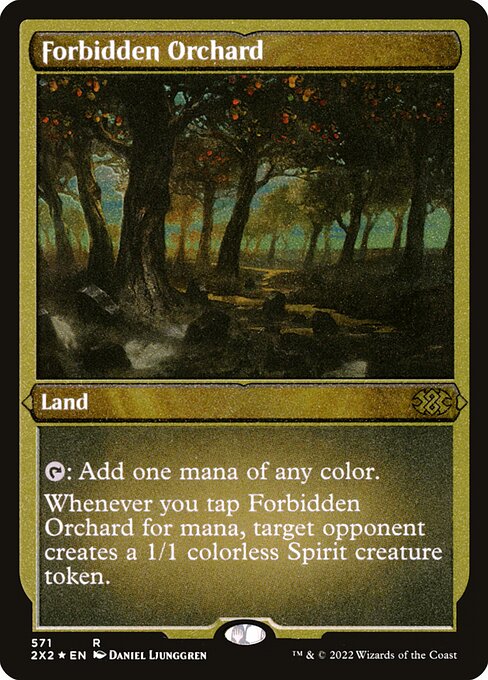 Forbidden Orchard
Land
: Add one mana of any color.
Whenever you tap Forbidden
Orchard for mana, target opponent
creates a 1/1 colorless Spirit creature
token.
571 R
2X2 ★ EN Daniel Ljunggren ™ & © 2022 Wizards of the Coast